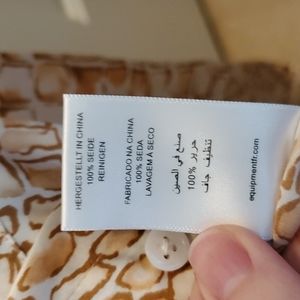 HERGESTELLT IN CHINA
100% SEIDE
REINIGEN
FABRICADO NA CHINA
100% SEDA
LAVAGEM A SECO
صنع في الصين
100% حرير
تنظيف جاف
equipmentfr.com